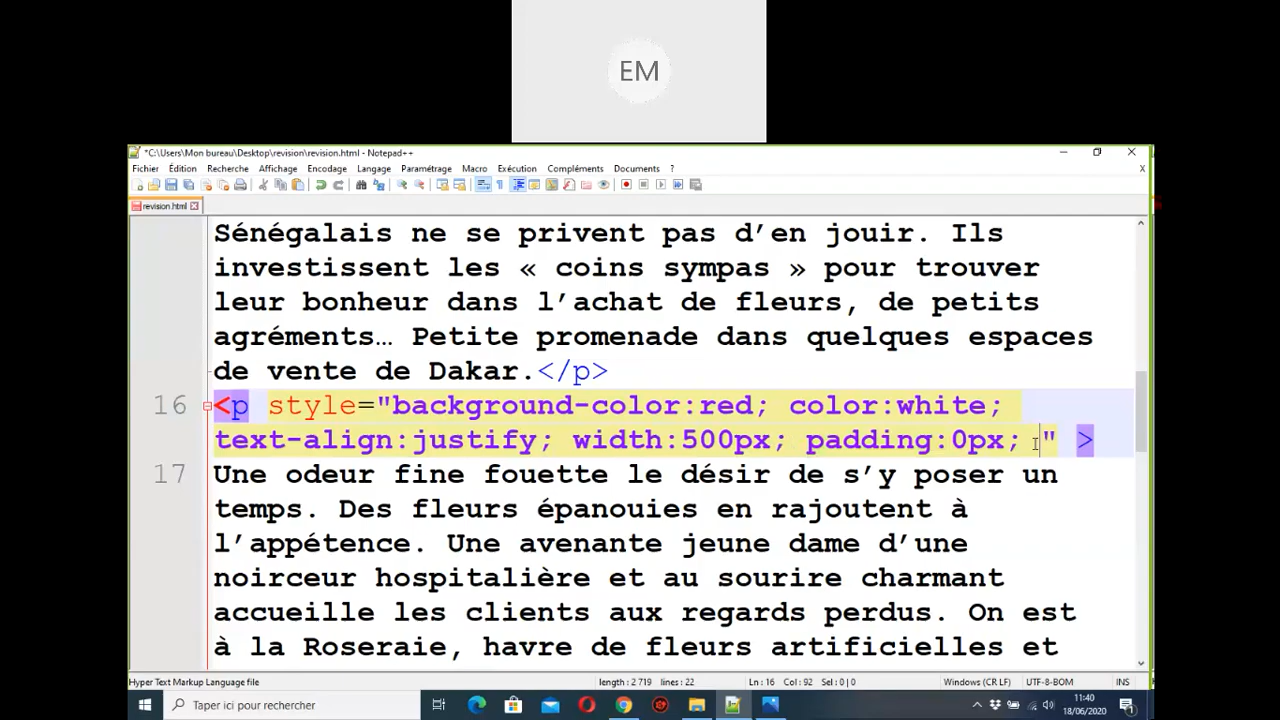 EM
*C:\Users\Mon bureau\Desktop\revision\revision.html - Notepad++
Fichier Édition Recherche Affichage Encodage Langage Paramétrage Macro Exécution Compléments Documents ? X
revision.html
Sénégalais ne se privent pas d’en jouir. Ils
investissent les « coins sympas » pour trouver
leur bonheur dans l’achat de fleurs, de petits
agréments… Petite promenade dans quelques espaces
de vente de Dakar.</p>
16 <p style="background-color:red; color:white;
text-align:justify; width:500px; padding:0px; " >
17 Une odeur fine fouette le désir de s’y poser un
temps. Des fleurs épanouies en rajoutent à
l’appétence. Une avenante jeune dame d’une
noirceur hospitalière et au sourire charmant
accueille les clients aux regards perdus. On est
à la Roseraie, havre de fleurs artificielles et
Hyper Text Markup Language file length : 2 719 lines : 22 Ln : 16 Col : 92 Sel : 0 | 0 Windows (CR LF) UTF-8-BOM INS
Taper ici pour rechercher
11:40
18/06/2020